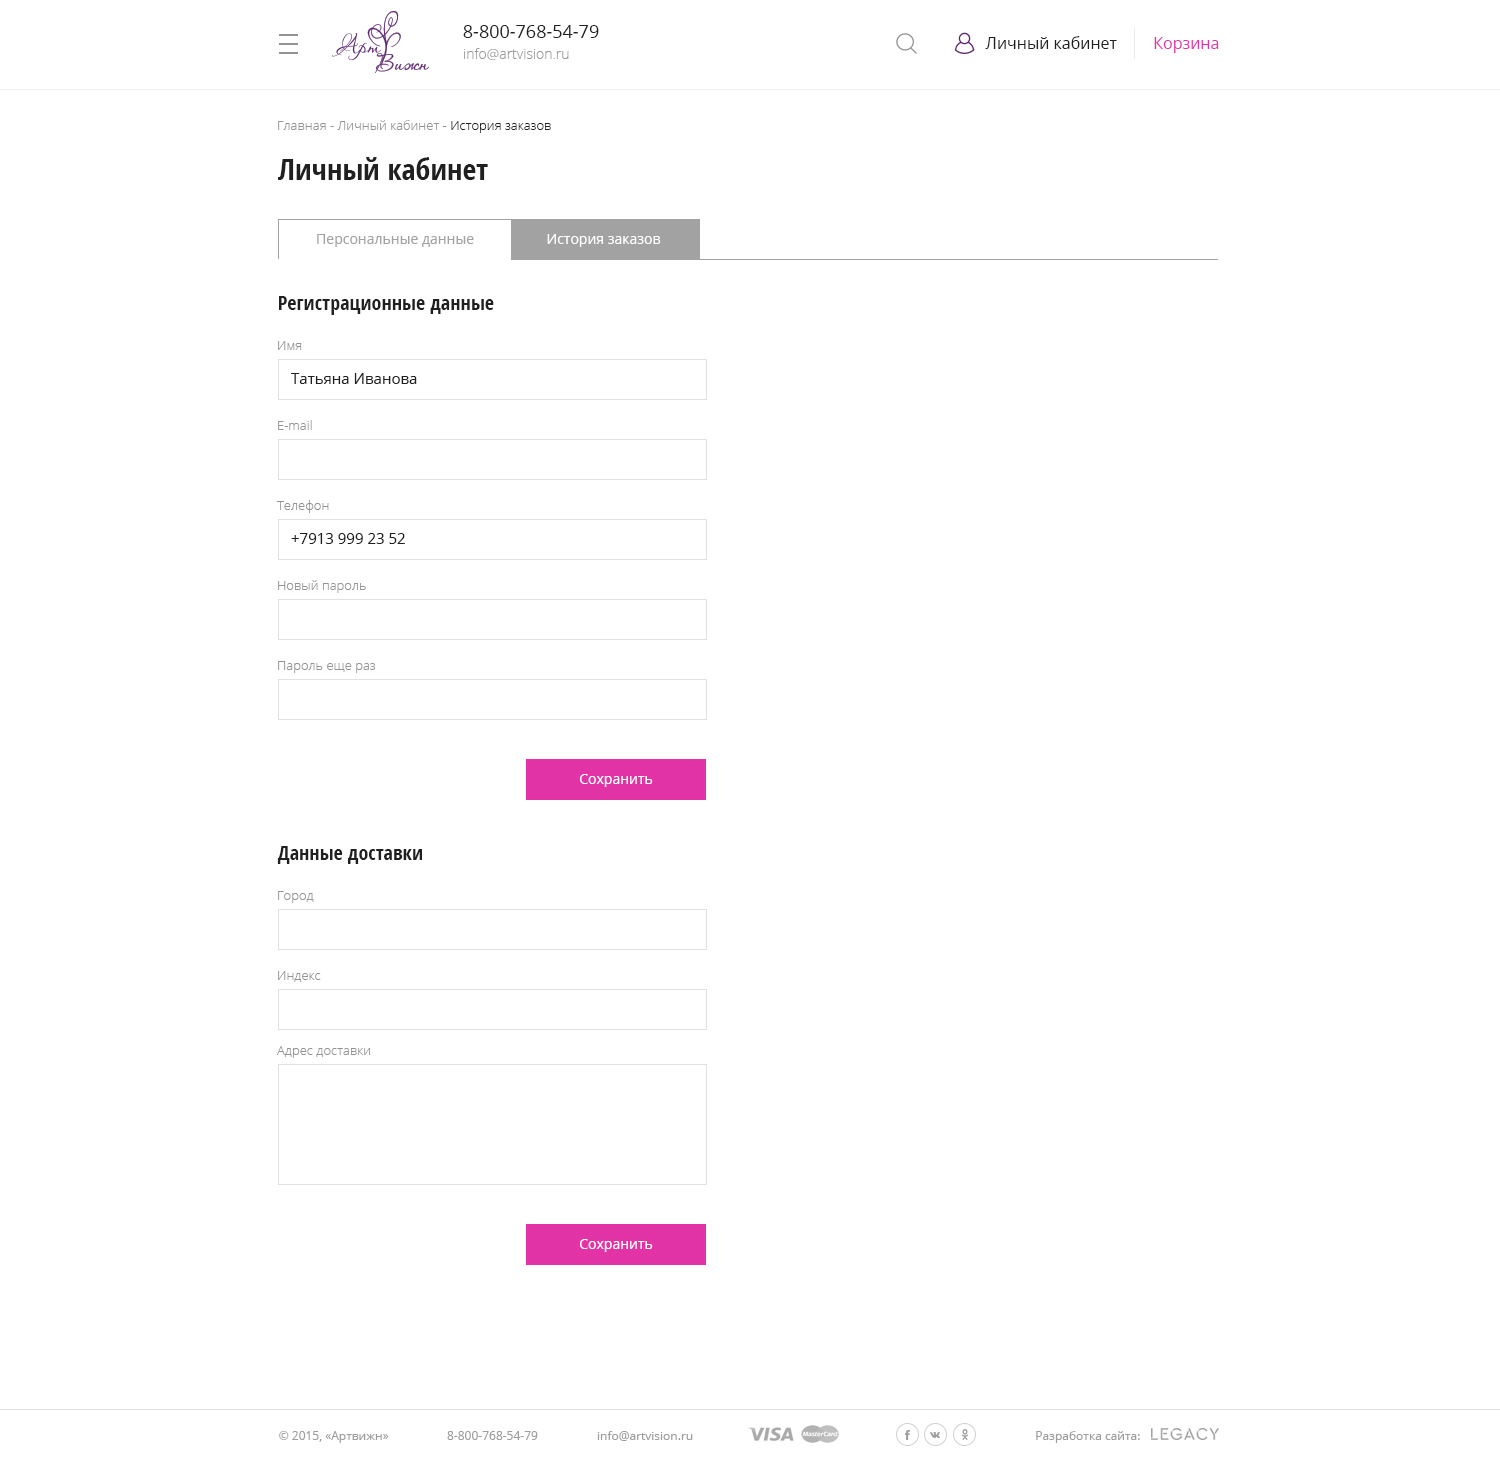 Арт
Вижн
8-800-768-54-79
info@artvision.ru
Личный кабинет
Корзина
Главная - Личный кабинет - История заказов
Личный кабинет
Персональные данные
История заказов
Регистрационные данные
Имя
Татьяна Иванова
E-mail
Телефон
+7913 999 23 52
Новый пароль
Пароль еще раз
Сохранить
Данные доставки
Город
Индекс
Адрес доставки
Сохранить
© 2015, «Артвижн»
8-800-768-54-79
info@artvision.ru
VISA
MasterCard
Разработка сайта:
LEGACY